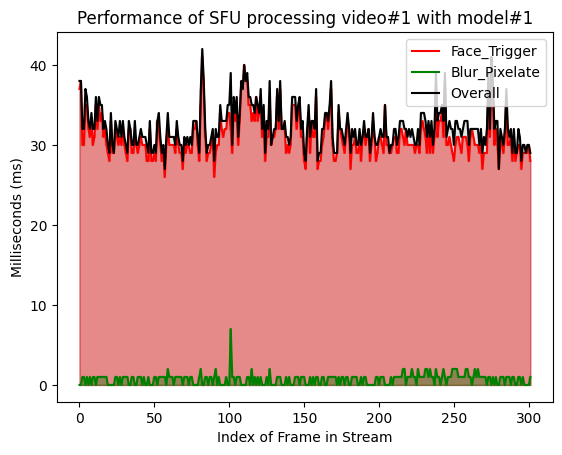 Performance of SFU processing video#1 with model#1
Face_Trigger
Blur_Pixelate
Overall
Milliseconds (ms)
40
30
20
10
0
0 50 100 150 200 250 300
Index of Frame in Stream